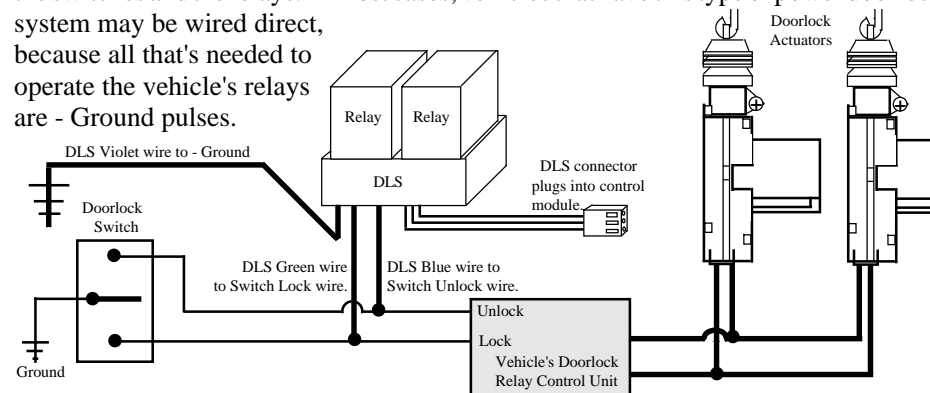 system may be wired direct,
because all that's needed to
operate the vehicle's relays
are - Ground pulses.
Doorlock
Actuators
Relay
Relay
DLS Violet wire to - Ground
DLS
DLS connector
plugs into control
module.
Doorlock
Switch
DLS Green wire
to Switch Lock wire.
DLS Blue wire to
Switch Unlock wire.
Unlock
Lock
Vehicle's Doorlock
Relay Control Unit
Ground